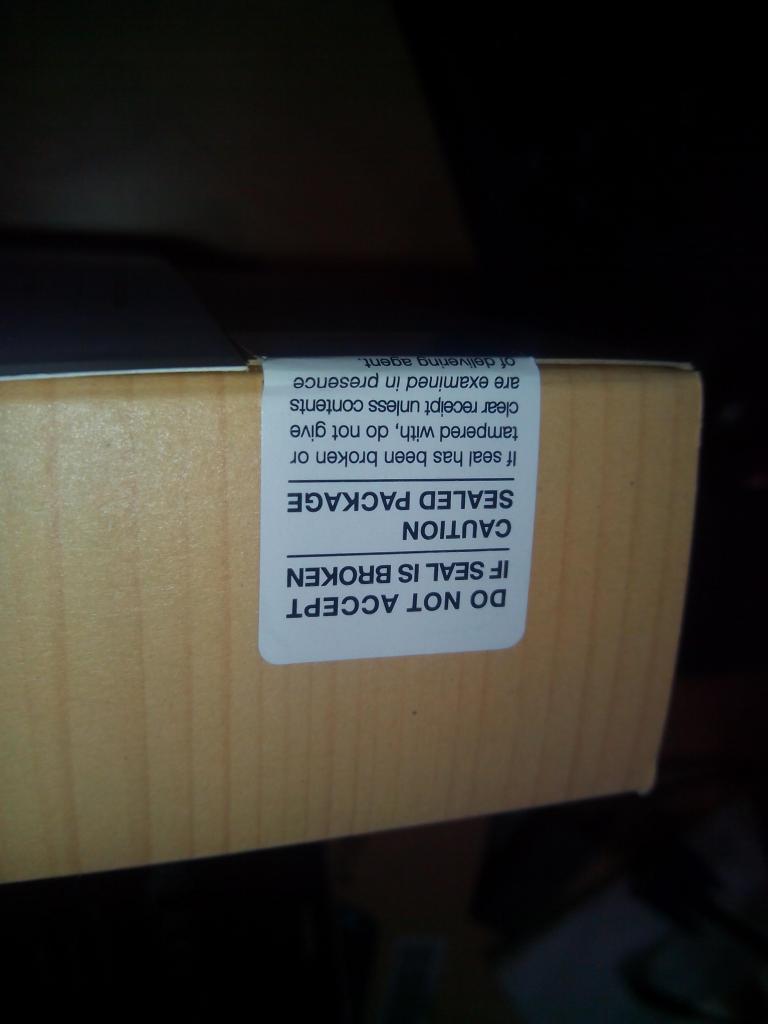 DO NOT ACCEPT
IF SEAL IS BROKEN
CAUTION
SEALED PACKAGE
If seal has been broken or
tampered with, do not give
clear receipt unless contents
are examined in presence
of delivering agent.